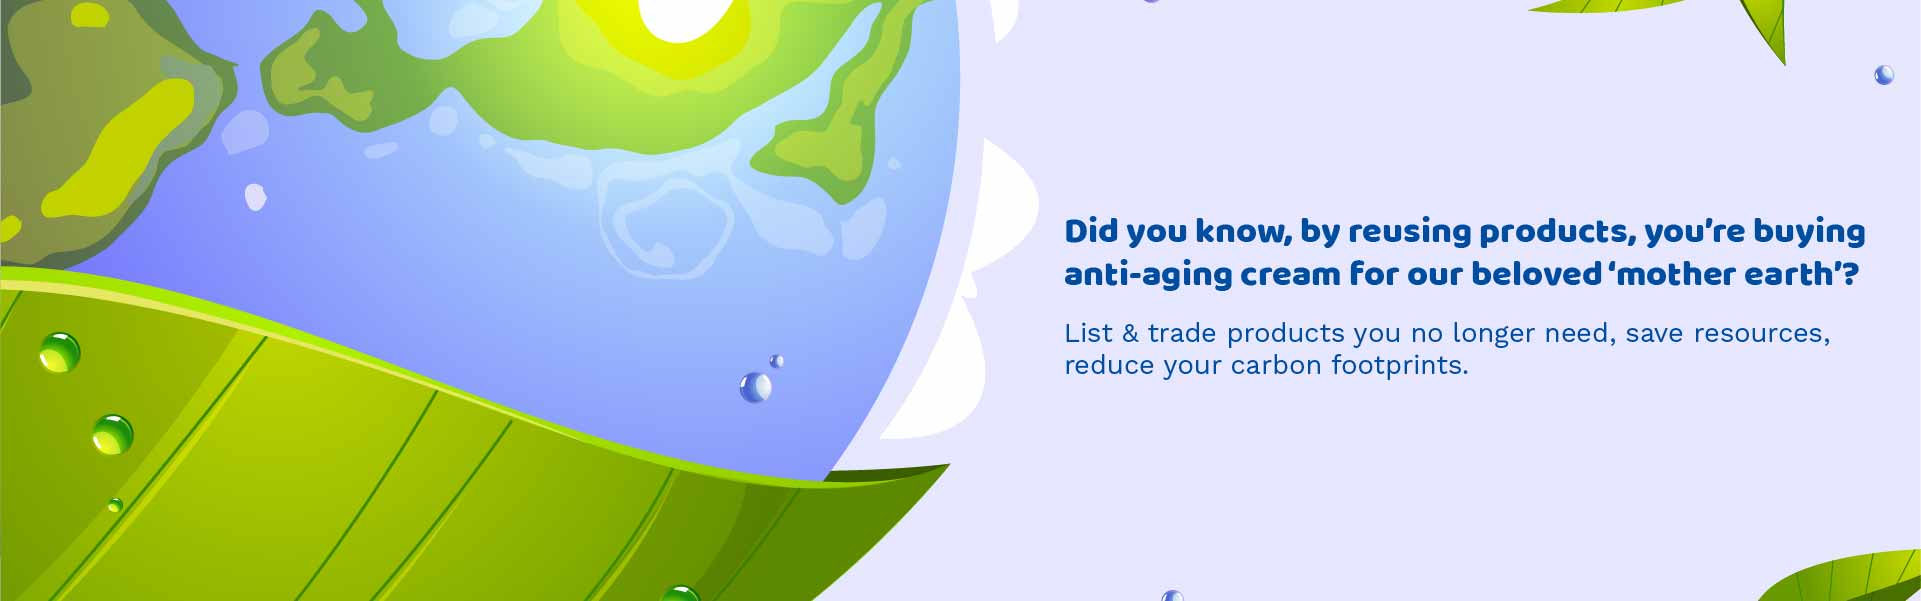 Did you know, by reusing products, you’re buying
anti-aging cream for our beloved ‘mother earth’?
List & trade products you no longer need, save resources,
reduce your carbon footprints.